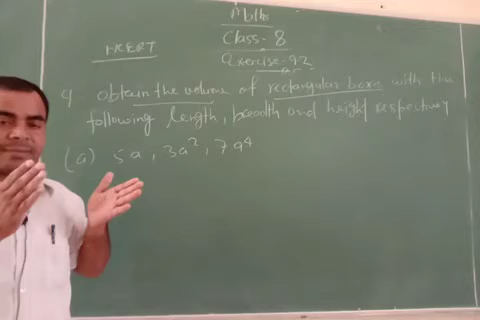 Maths
NCERT
Class-8
Exercise-9.2
4. obtain the volume of rectangular boxes with the
following length, breadth and height respectively
(a) 5a, 3a², 7a⁴